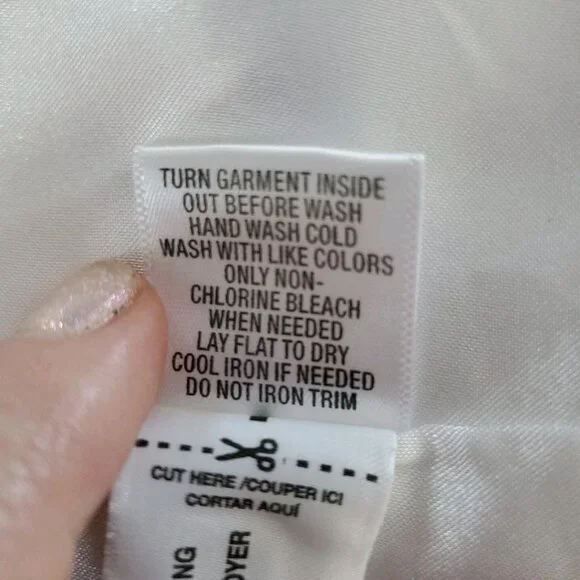 TURN GARMENT INSIDE
OUT BEFORE WASH
HAND WASH COLD
WASH WITH LIKE COLORS
ONLY NON-
CHLORINE BLEACH
WHEN NEEDED
LAY FLAT TO DRY
COOL IRON IF NEEDED
DO NOT IRON TRIM
CUT HERE /COUPER ICI
CORTAR AQUÍ